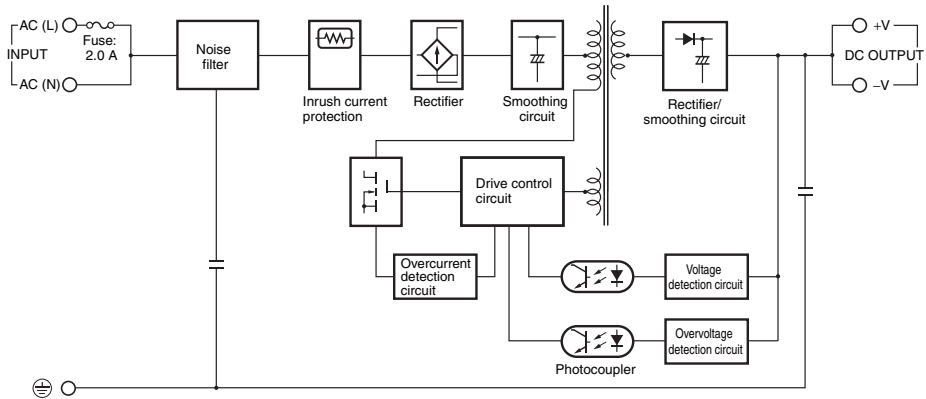 AC (L)
Fuse:
2.0 A
INPUT
AC (N)
Noise
filter
Inrush current
protection
Rectifier
Smoothing
circuit
Rectifier/
smoothing circuit
+V
DC OUTPUT
−V
Drive control
circuit
Overcurrent
detection
circuit
Voltage
detection circuit
Overvoltage
detection circuit
Photocoupler